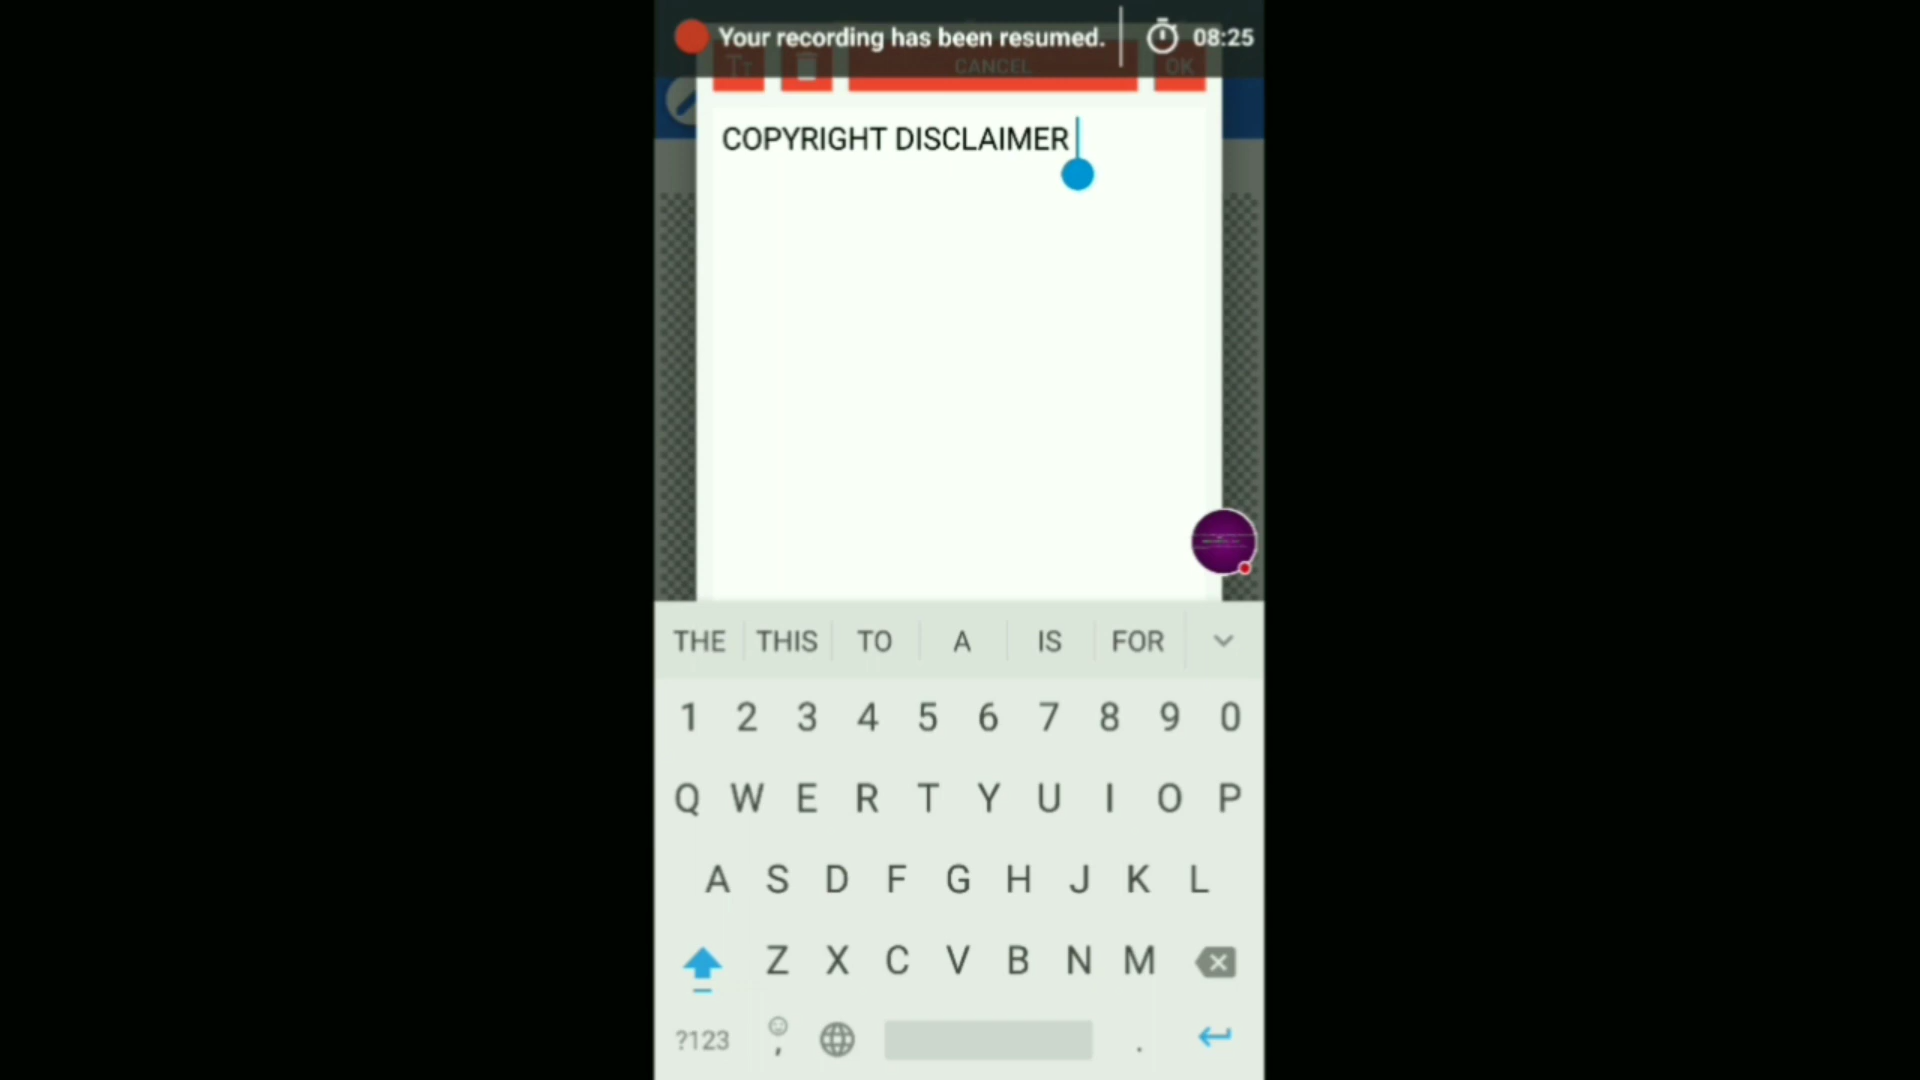 Your recording has been resumed. 08:25
Tт CANCEL OK
COPYRIGHT DISCLAIMER
THE THIS TO A IS FOR
1 2 3 4 5 6 7 8 9 0
Q W E R T Y U I O P
A S D F G H J K L
Z X C V B N M
?123 , .